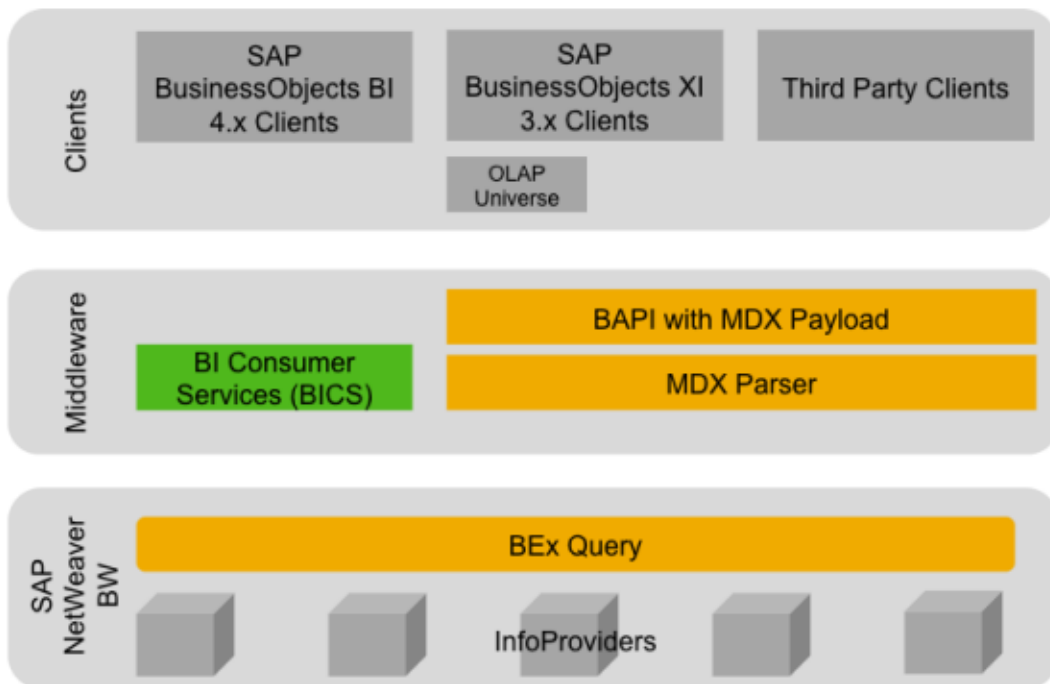 Clients
SAP
BusinessObjects BI
4.x Clients
SAP
BusinessObjects XI
3.x Clients
Third Party Clients
OLAP
Universe
Middleware
BI Consumer
Services (BICS)
BAPI with MDX Payload
MDX Parser
SAP
NetWeaver
BW
BEx Query
InfoProviders